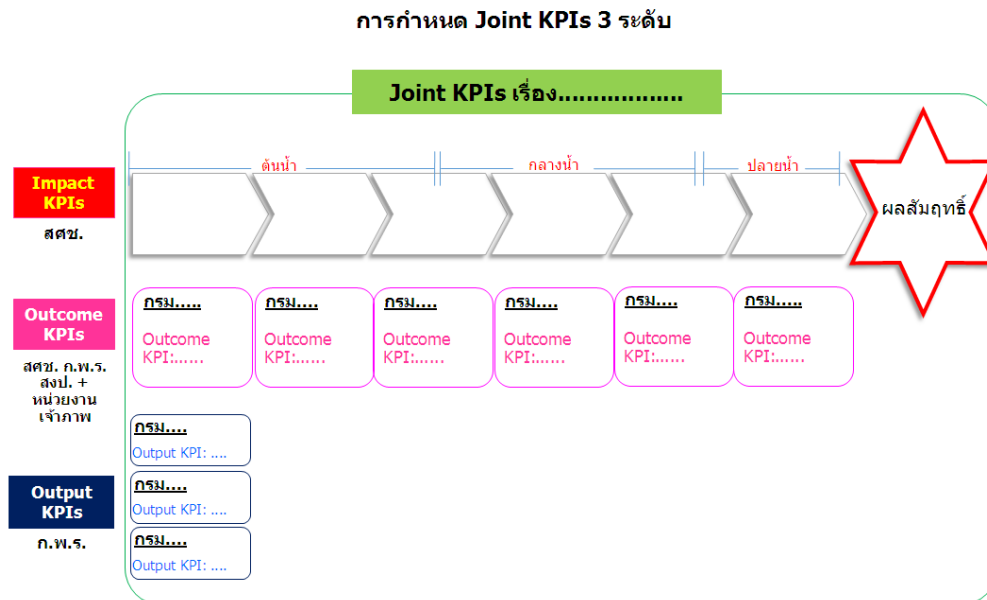 การกำหนด Joint KPIs 3 ระดับ
Joint KPIs เรื่อง..................
ต้นน้ำ
กลางน้ำ
ปลายน้ำ
Impact
KPIs
สศช.
ผลสัมฤทธิ์
Outcome
KPIs
สศช. ก.พ.ร.
สงป. +
หน่วยงาน
เจ้าภาพ
กรม.....
Outcome
KPI:......
กรม....
Outcome
KPI:......
กรม....
Outcome
KPI:......
กรม....
Outcome
KPI:......
กรม....
Outcome
KPI:......
กรม.....
Outcome
KPI:......
Output
KPIs
ก.พ.ร.
กรม....
Output KPI: ....
กรม....
Output KPI: ....
กรม....
Output KPI: ....